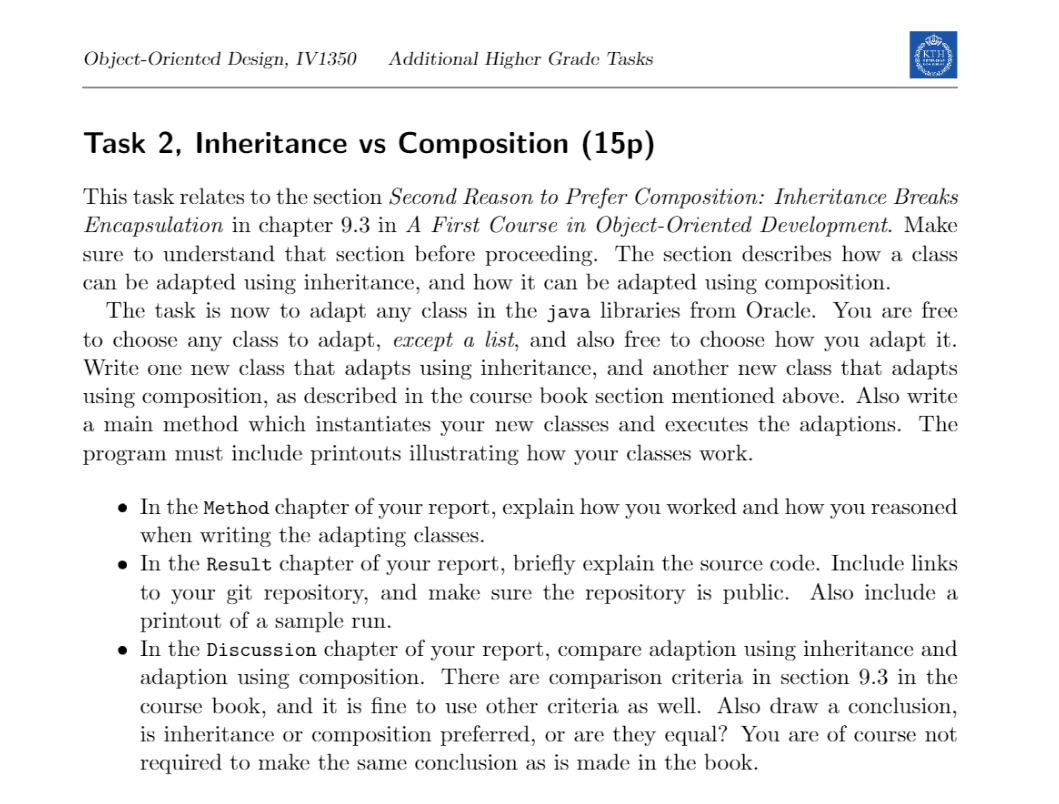 Object-Oriented Design, IV1350 Additional Higher Grade Tasks
KTH
Task 2, Inheritance vs Composition (15p)
This task relates to the section Second Reason to Prefer Composition: Inheritance Breaks
Encapsulation in chapter 9.3 in A First Course in Object-Oriented Development. Make
sure to understand that section before proceeding. The section describes how a class
can be adapted using inheritance, and how it can be adapted using composition.
The task is now to adapt any class in the java libraries from Oracle. You are free
to choose any class to adapt, except a list, and also free to choose how you adapt it.
Write one new class that adapts using inheritance, and another new class that adapts
using composition, as described in the course book section mentioned above. Also write
a main method which instantiates your new classes and executes the adaptions. The
program must include printouts illustrating how your classes work.
• In the Method chapter of your report, explain how you worked and how you reasoned
when writing the adapting classes.
• In the Result chapter of your report, briefly explain the source code. Include links
to your git repository, and make sure the repository is public. Also include a
printout of a sample run.
• In the Discussion chapter of your report, compare adaption using inheritance and
adaption using composition. There are comparison criteria in section 9.3 in the
course book, and it is fine to use other criteria as well. Also draw a conclusion,
is inheritance or composition preferred, or are they equal? You are of course not
required to make the same conclusion as is made in the book.